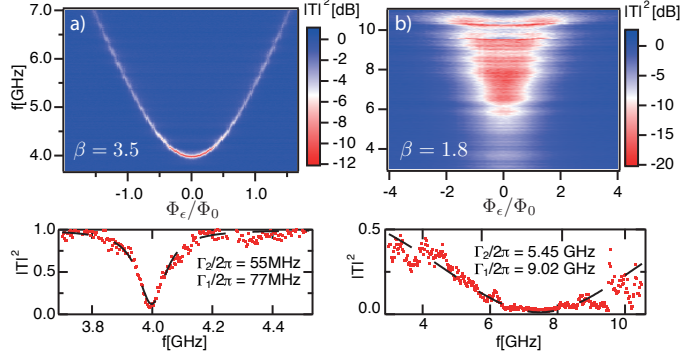 |T|² [dB]
|T|² [dB]
a)
7.0
6.0
5.0
4.0
f[GHz]
β = 3.5
-1.0 0.0 1.0
Φ_ϵ/Φ_0
0
-2
-4
-6
-8
-10
-12
b)
10
8
6
4
β = 1.8
-4 -2 0 2 4
Φ_ϵ/Φ_0
0
-5
-10
-15
-20
1.0
0.5
0.0
|T|²
Γ₂/2π = 55MHz
Γ₁/2π = 77MHz
3.8 4.0 4.2 4.4
f[GHz]
0.5
0.0
|T|²
Γ₂/2π = 5.45 GHz
Γ₁/2π = 9.02 GHz
4 6 8 10
f[GHz]